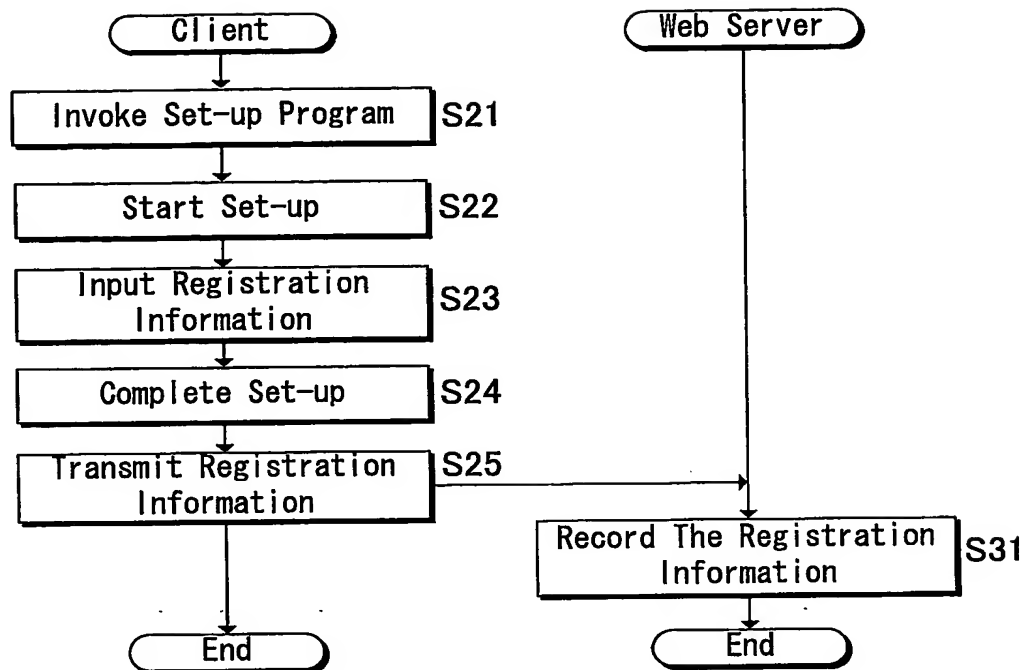 Client
Invoke Set-up Program
S21
Start Set-up
S22
Input Registration
Information
S23
Complete Set-up
S24
Transmit Registration
Information
S25
End
Web Server
Record The Registration
Information
S31
End